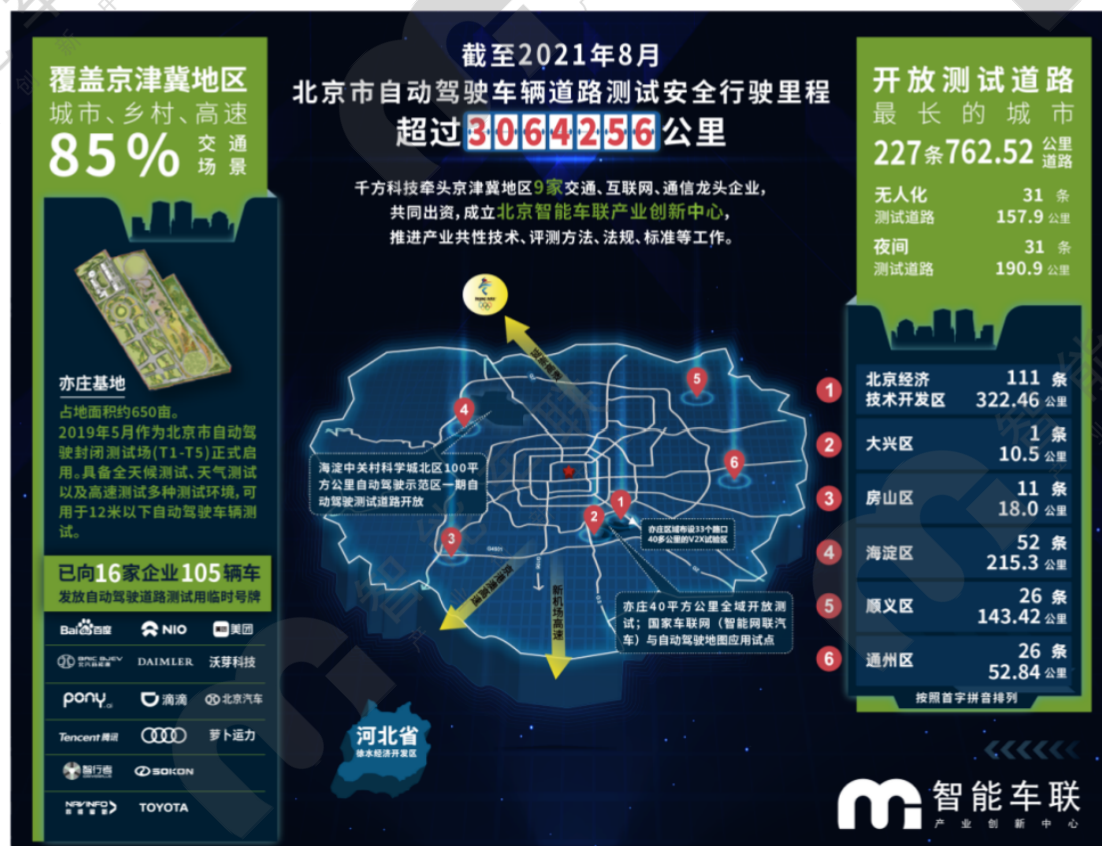 覆盖京津冀地区
城市、乡村、高速
85% 交通场景
亦庄基地
占地面积约650亩。
2019年5月作为北京市自动驾
驶封闭测试场(T1-T5)正式启
用。具备全天候测试、天气测试
以及高速测试多种测试环境,可
用于12米以下自动驾驶车辆测
试。
已向16家企业105辆车
发放自动驾驶道路测试用临时号牌
Bai百度 NIO 美团
BAIC BJEV DAIMLER 沃芽科技
pony.ai 滴滴 北京汽车
Tencent 腾讯 萝卜运力
智行者 SOKON
NAVINFO TOYOTA
截至2021年8月
北京市自动驾驶车辆道路测试安全行驶里程
超过3064256公里
千方科技牵头京津冀地区9家交通、互联网、通信龙头企业,
共同出资,成立北京智能车联产业创新中心,
推进产业共性技术、评测方法、法规、标准等工作。
5
4
6
海淀中关村科学城北区100平
方公里自动驾驶示范区一期自
动驾驶测试道路开放
1
2
3
亦庄区域布设33个路口
40多公里的V2X试验区
新机场高速
亦庄40平方公里全域开放测
试;国家车联网(智能网联汽
车)与自动驾驶地图应用试点
河北省
徐水经济开发区
开放测试道路
最长的城市
227条762.52 公里道路
无人化 31 条
测试道路 157.9 公里
夜间 31 条
测试道路 190.9 公里
1 北京经济 111 条
技术开发区 322.46 公里
2 大兴区 1 条
10.5 公里
3 房山区 11 条
18.0 公里
4 海淀区 52 条
215.3 公里
5 顺义区 26 条
143.42 公里
6 通州区 26 条
52.84 公里
按照首字拼音排列
智能车联
产业创新中心